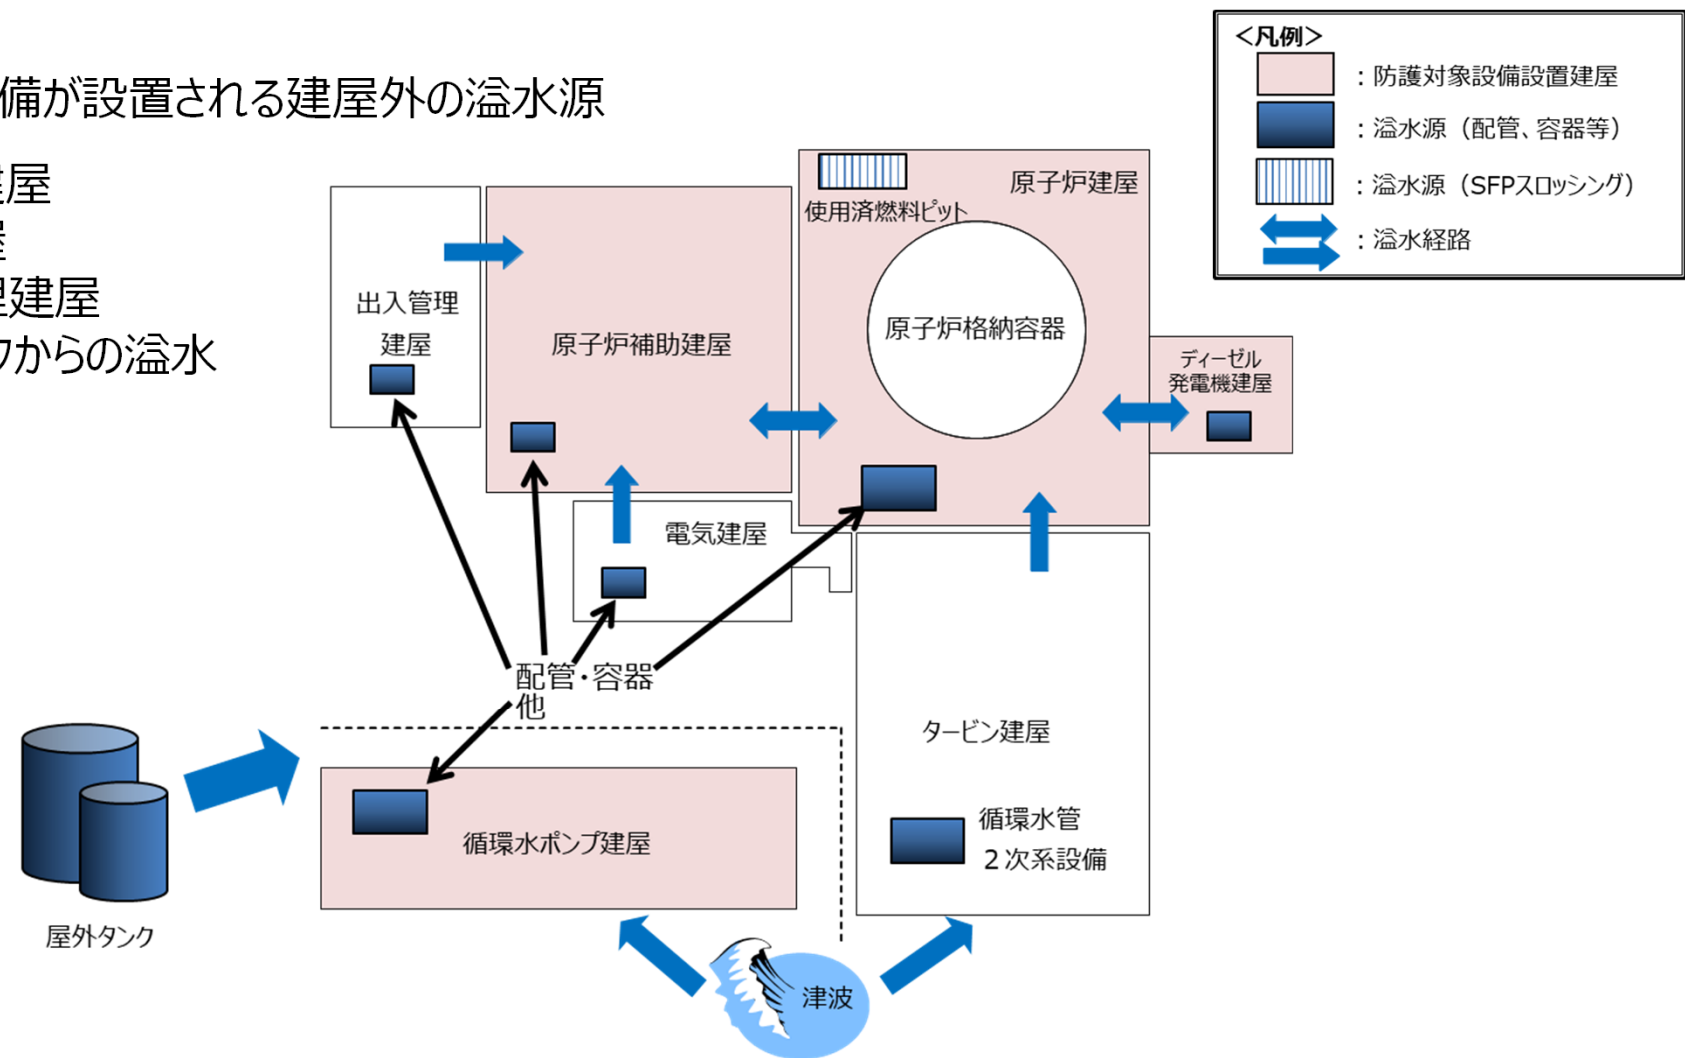 備が設置される建屋外の溢水源
建屋
屋
理建屋
クからの溢水
<凡例>
：防護対象設備設置建屋
：溢水源（配管、容器等）
：溢水源（SFPスロッシング）
：溢水経路
原子炉建屋
使用済燃料ピット
原子炉格納容器
出入管理
建屋
原子炉補助建屋
ディーゼル
発電機建屋
電気建屋
配管・容器
他
タービン建屋
循環水管
２次系設備
循環水ポンプ建屋
屋外タンク
津波